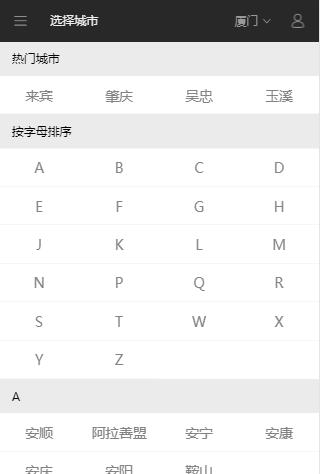 选择城市 厦门
热门城市
来宾 肇庆 吴忠 玉溪
按字母排序
A B C D
E F G H
J K L M
N P Q R
S T W X
Y Z
A
安顺 阿拉善盟 安宁 安康
安庆 安阳 鞍山